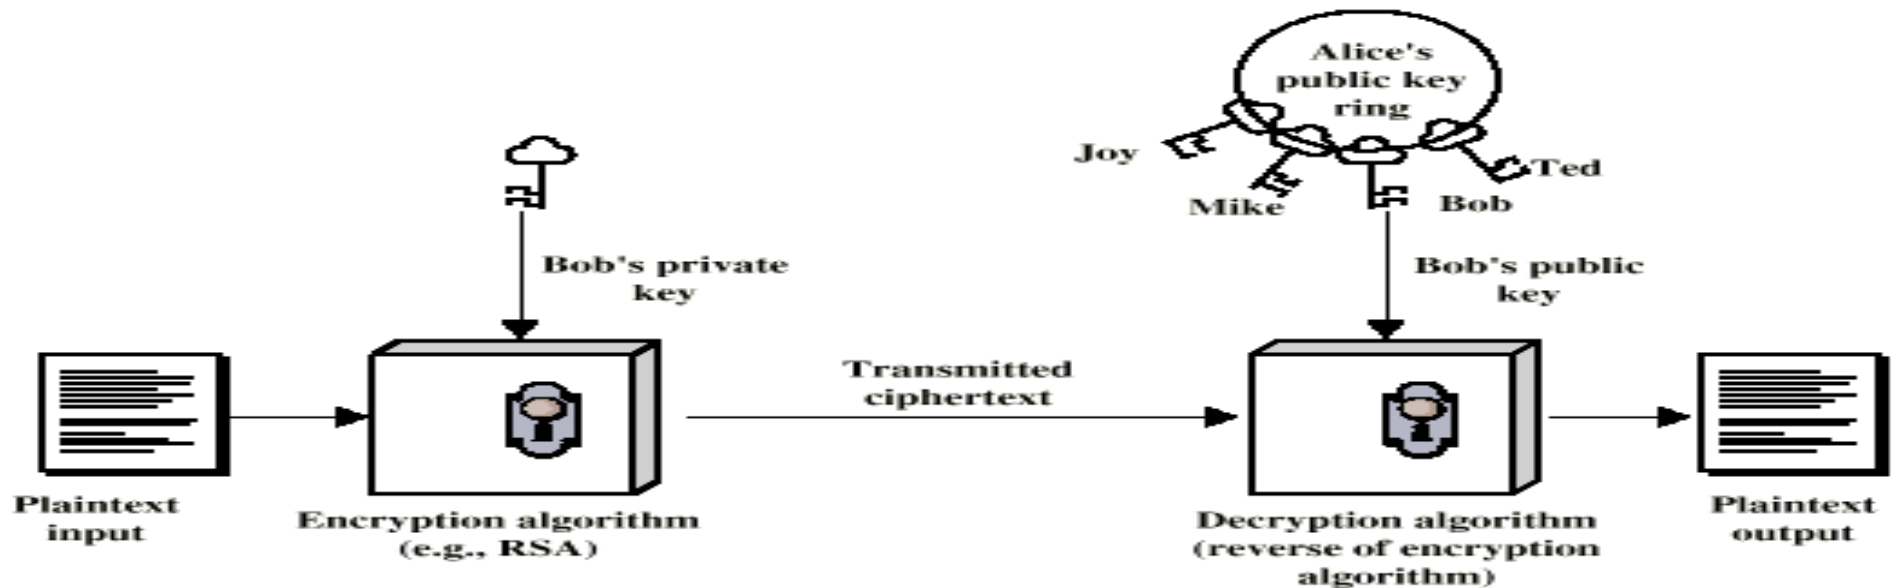 Alice's
public key
ring
Joy
Ted
Mike
Bob
Bob's private
key
Bob's public
key
Transmitted
ciphertext
Plaintext
input
Encryption algorithm
(e.g., RSA)
Decryption algorithm
(reverse of encryption
algorithm)
Plaintext
output